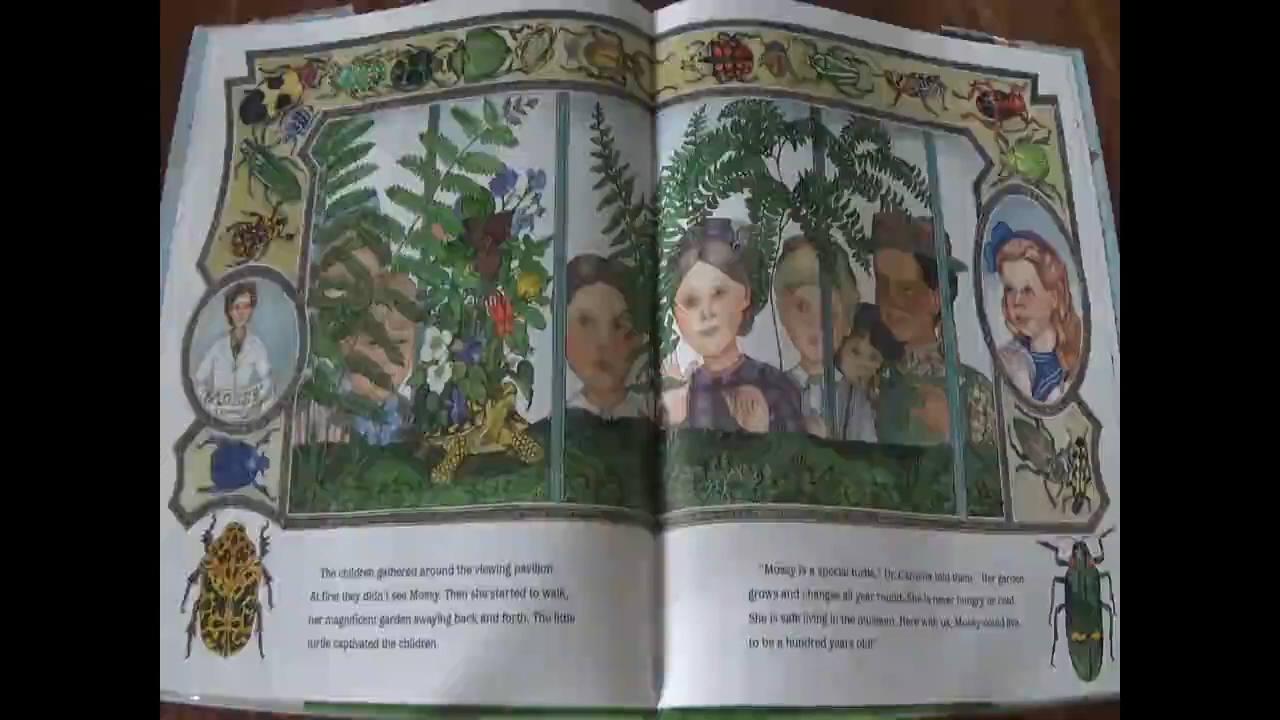 The children gathered around the viewing pavilion.
At first they didn't see Mossy. Then she started to walk,
her magnificent garden swaying back and forth. The little
turtle captivated the children.
"Mossy is a special turtle," Dr. Carolina told them. "Her garden
grows and changes all year round. She is never hungry or cold.
She is safe living in the museum. Here with us, Mossy could live
to be a hundred years old!"